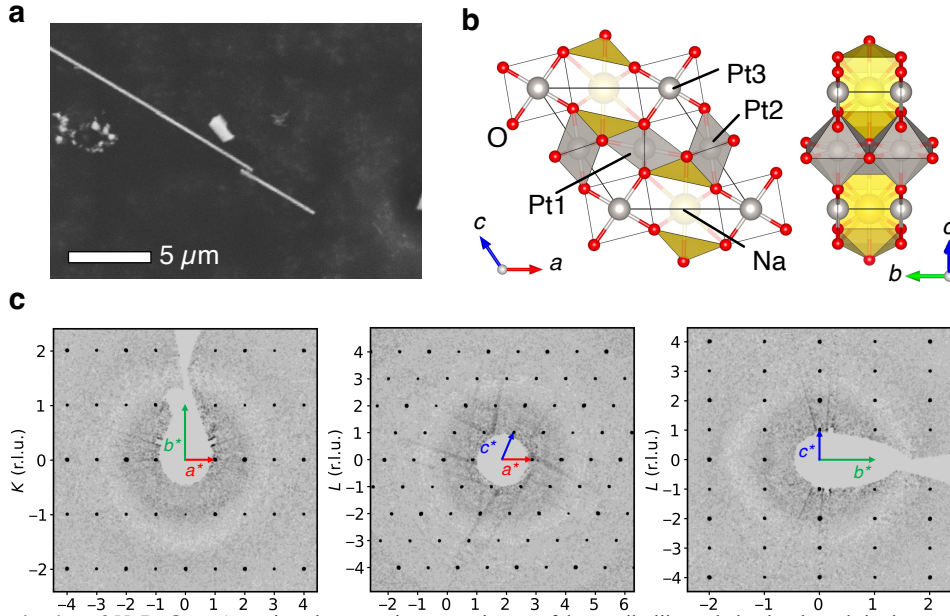 a
5 μm
b
Pt3
Pt2
O
Pt1
Na
c
a
b
c
K (r.l.u.)
2
1
0
−1
−2
b*
a*
−4 −3 −2 −1 0 1 2 3 4
L (r.l.u.)
4
3
2
1
0
−1
−2
−3
−4
c*
a*
−2 −1 0 1 2 3 4 5 6
L (r.l.u.)
4
3
2
1
0
−1
−2
−3
−4
c*
b*
−2 −1 0 1 2